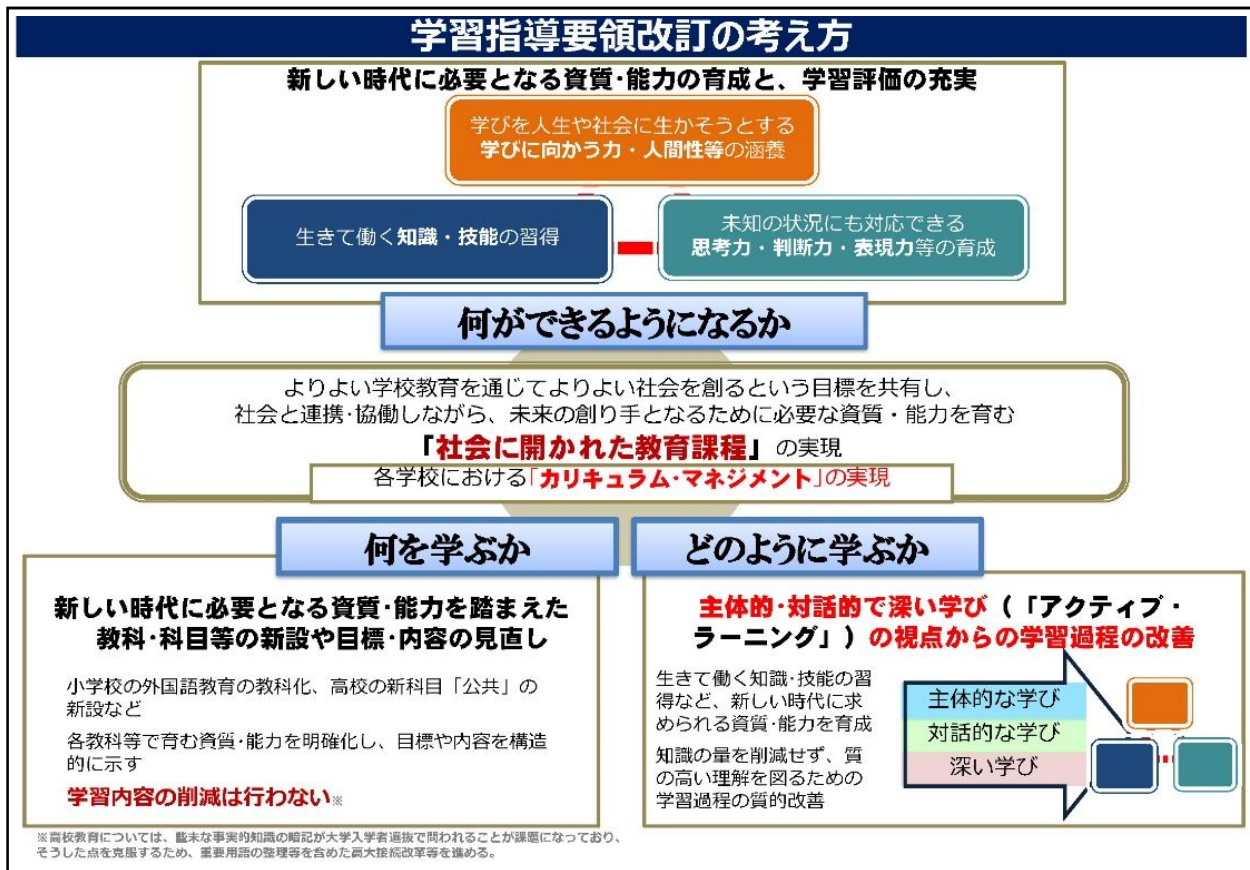 学習指導要領改訂の考え方
新しい時代に必要となる資質･能力の育成と、学習評価の充実
学びを人生や社会に生かそうとする
学びに向かう力・人間性等の涵養
生きて働く知識・技能の習得
未知の状況にも対応できる
思考力・判断力・表現力等の育成
何ができるようになるか
よりよい学校教育を通じてよりよい社会を創るという目標を共有し、
社会と連携･協働しながら、未来の創り手となるために必要な資質・能力を育む
「社会に開かれた教育課程」の実現
各学校における「カリキュラム･マネジメント」の実現
何を学ぶか
新しい時代に必要となる資質･能力を踏まえた
教科･科目等の新設や目標･内容の見直し
小学校の外国語教育の教科化、高校の新科目「公共」の
新設など
各教科等で育む資質･能力を明確化し、目標や内容を構造
的に示す
学習内容の削減は行わない※
どのように学ぶか
主体的･対話的で深い学び（「アクティブ・
ラーニング」）の視点からの学習過程の改善
生きて働く知識･技能の習
得など、新しい時代に求
められる資質･能力を育成
知識の量を削減せず、質
の高い理解を図るための
学習過程の質的改善
主体的な学び
対話的な学び
深い学び
※高校教育については、些末な事実的知識の暗記が大学入学者選抜で問われることが課題になっており、
そうした点を克服するため、重要用語の整理等を含めた高大接続改革等を進める。